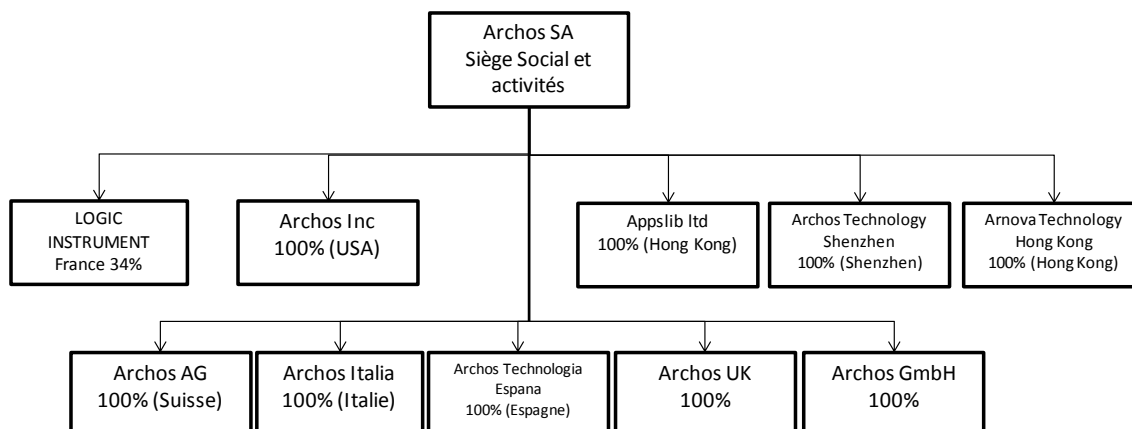 Archos SA
Siège Social et
activités
LOGIC
INSTRUMENT
France 34%
Archos Inc
100% (USA)
Appslib ltd
100% (Hong Kong)
Archos Technology
Shenzhen
100% (Shenzhen)
Arnova Technology
Hong Kong
100% (Hong Kong)
Archos AG
100% (Suisse)
Archos Italia
100% (Italie)
Archos Technologia
Espana
100% (Espagne)
Archos UK
100%
Archos GmbH
100%